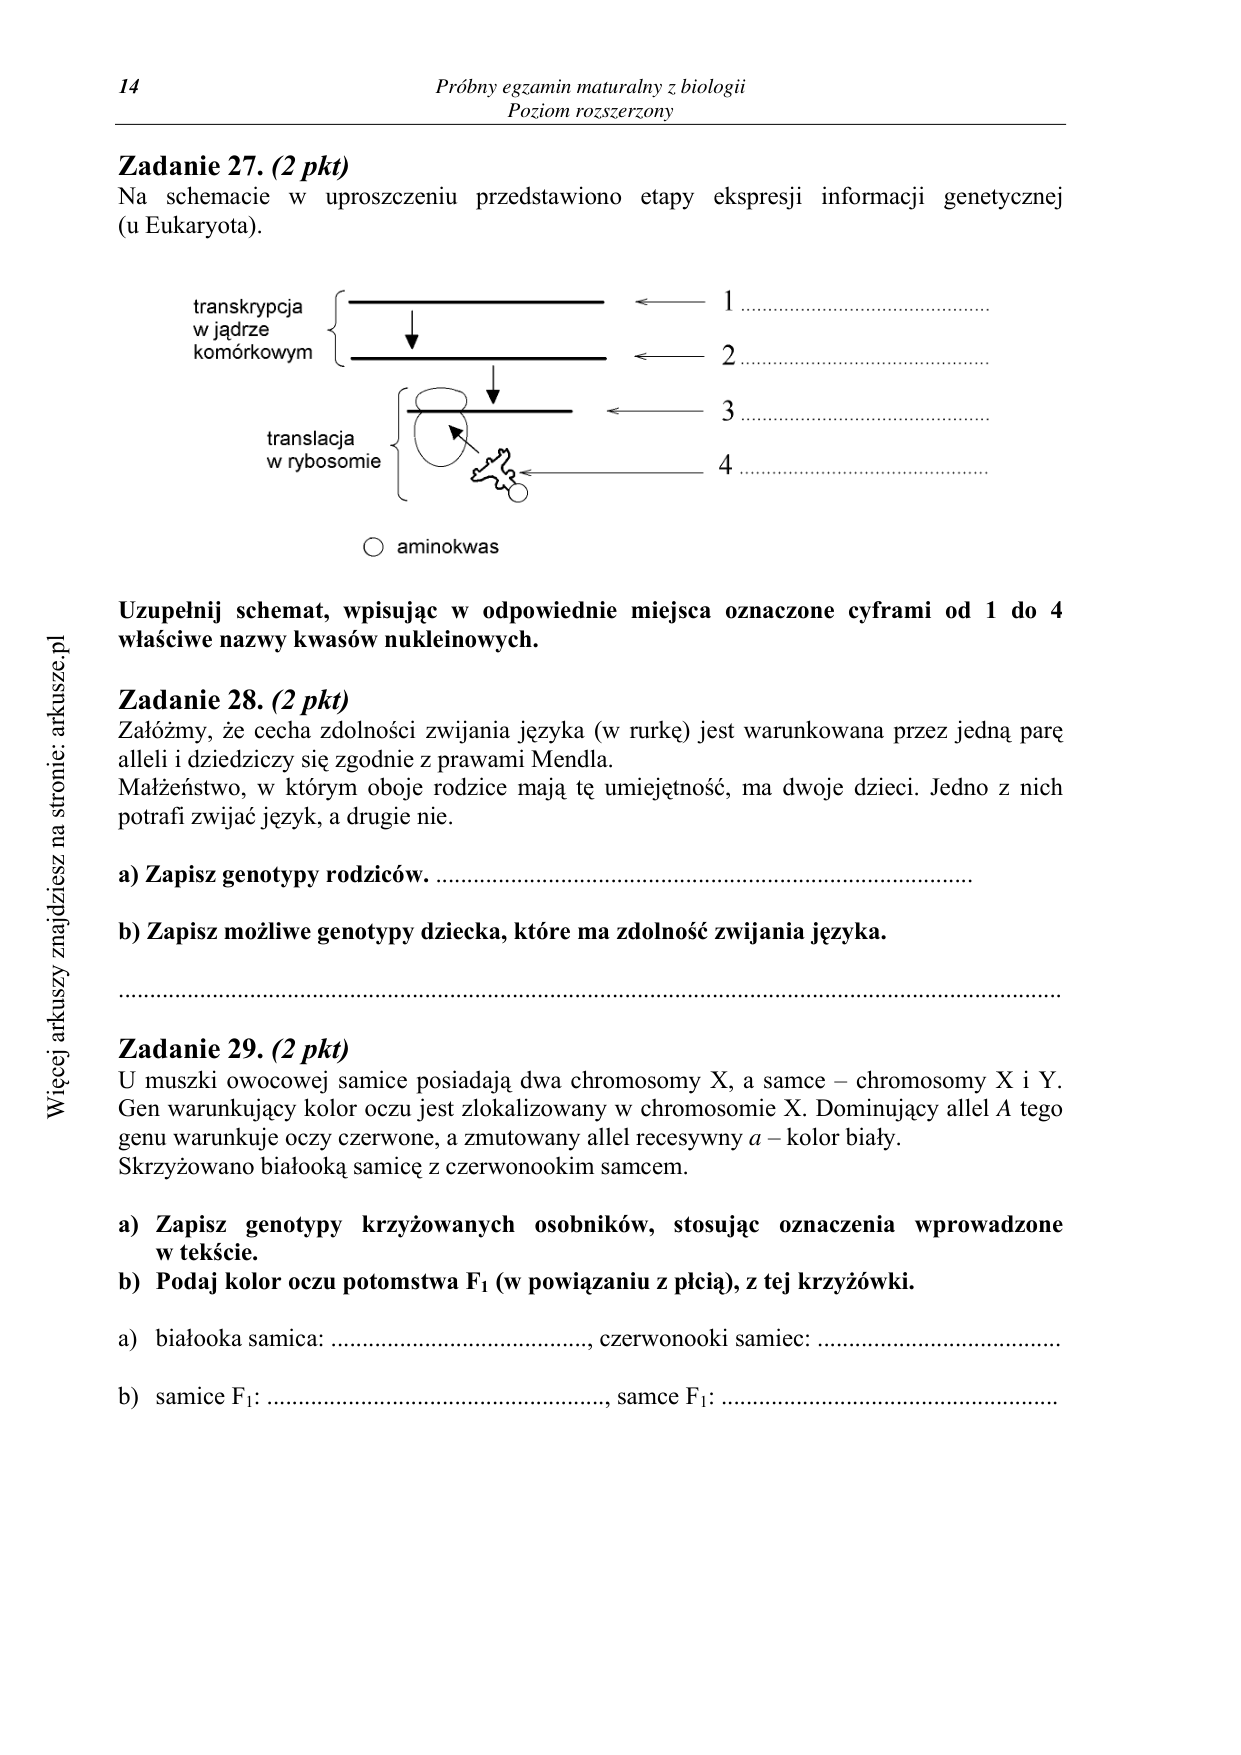 14
Próbny egzamin maturalny z biologii
Poziom rozszerzony
Zadanie 27. (2 pkt)
Na schemacie w uproszczeniu przedstawiono etapy ekspresji informacji genetycznej
(u Eukaryota).
transkrypcja
w jądrze
komórkowym
1 ................................................
2 ................................................
3 ................................................
translacja
w rybosomie
4 ................................................
aminokwas
Uzupełnij schemat, wpisując w odpowiednie miejsca oznaczone cyframi od 1 do 4
właściwe nazwy kwasów nukleinowych.
Zadanie 28. (2 pkt)
Załóżmy, że cecha zdolności zwijania języka (w rurkę) jest warunkowana przez jedną parę
alleli i dziedziczy się zgodnie z prawami Mendla.
Małżeństwo, w którym oboje rodzice mają tę umiejętność, ma dwoje dzieci. Jedno z nich
potrafi zwijać język, a drugie nie.
a) Zapisz genotypy rodziców. ......................................................................................
b) Zapisz możliwe genotypy dziecka, które ma zdolność zwijania języka.
.......................................................................................................................................................
Zadanie 29. (2 pkt)
U muszki owocowej samice posiadają dwa chromosomy X, a samce – chromosomy X i Y.
Gen warunkujący kolor oczu jest zlokalizowany w chromosomie X. Dominujący allel A tego
genu warunkuje oczy czerwone, a zmutowany allel recesywny a – kolor biały.
Skrzyżowano białooką samicę z czerwonookim samcem.
a) Zapisz genotypy krzyżowanych osobników, stosując oznaczenia wprowadzone
w tekście.
b) Podaj kolor oczu potomstwa F1 (w powiązaniu z płcią), z tej krzyżówki.
a) białooka samica: ........................................., czerwonooki samiec: .......................................
b) samice F1: ......................................................, samce F1: ......................................................
Więcej arkuszy znajdziesz na stronie: arkusze.pl